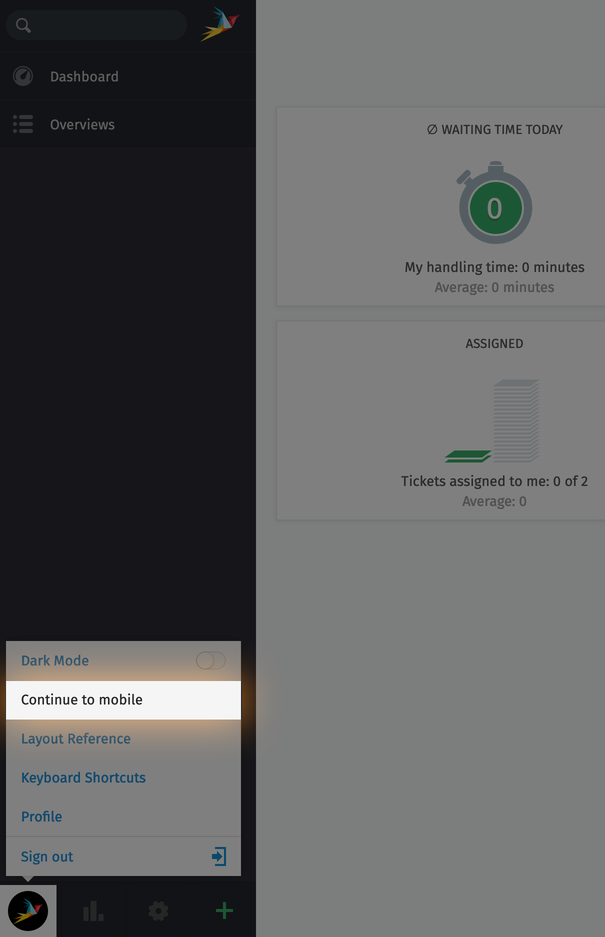 Dashboard
Overviews
∅ WAITING TIME TODAY
0
My handling time: 0 minutes
Average: 0 minutes
ASSIGNED
Tickets assigned to me: 0 of 2
Average: 0
Dark Mode
Continue to mobile
Layout Reference
Keyboard Shortcuts
Profile
Sign out